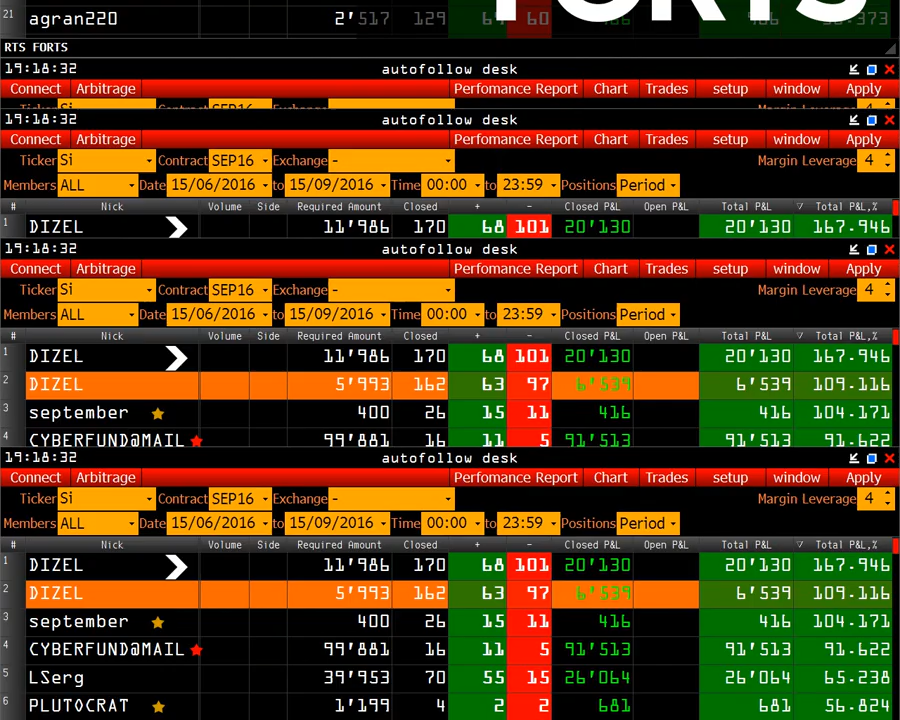 FORTS
21 agran220 2'517 129
RTS FORTS
19:18:32 autofollow desk
Connect Arbitrage Perfomance Report Chart Trades setup window Apply
Ticker Si Contract SEP16 Exchange - Margin Leverage 4
19:18:32 autofollow desk
Connect Arbitrage Perfomance Report Chart Trades setup window Apply
Ticker Si Contract SEP16 Exchange - Margin Leverage 4
Members ALL Date 15/06/2016 to 15/09/2016 Time 00:00 to 23:59 Positions Period
# Nick Volume Side Required Amount Closed + - Closed P&L Open P&L Total P&L Total P&L,%
1 DIZEL 11'986 170 68 101 20'130 20'130 167.946
19:18:32 autofollow desk
Connect Arbitrage Perfomance Report Chart Trades setup window Apply
Ticker Si Contract SEP16 Exchange - Margin Leverage 4
Members ALL Date 15/06/2016 to 15/09/2016 Time 00:00 to 23:59 Positions Period
# Nick Volume Side Required Amount Closed + - Closed P&L Open P&L Total P&L Total P&L,%
1 DIZEL 11'986 170 68 101 20'130 20'130 167.946
2 DIZEL 5'993 162 63 97 6'539 6'539 109.116
3 september 400 26 15 11 416 416 104.171
4 CYBERFUND@MAIL 99'881 16 11 5 91'513 91'513 91.622
19:18:32 autofollow desk
Connect Arbitrage Perfomance Report Chart Trades setup window Apply
Ticker Si Contract SEP16 Exchange - Margin Leverage 4
Members ALL Date 15/06/2016 to 15/09/2016 Time 00:00 to 23:59 Positions Period
# Nick Volume Side Required Amount Closed + - Closed P&L Open P&L Total P&L Total P&L,%
1 DIZEL 11'986 170 68 101 20'130 20'130 167.946
2 DIZEL 5'993 162 63 97 6'539 6'539 109.116
3 september 400 26 15 11 416 416 104.171
4 CYBERFUND@MAIL 99'881 16 11 5 91'513 91'513 91.622
5 LSerg 39'953 70 55 15 26'064 26'064 65.238
6 PLUTOCRAT 1'199 4 2 2 681 681 56.824